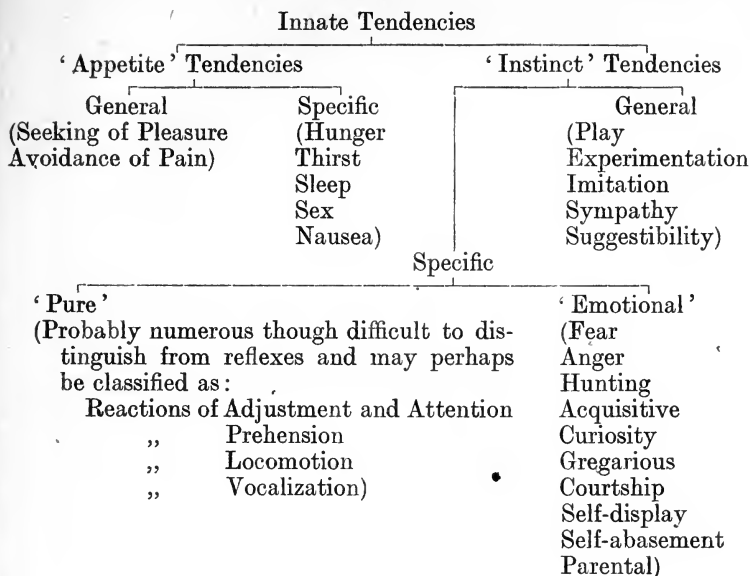 Innate Tendencies
‘ Appetite ’ Tendencies ‘ Instinct ’ Tendencies
General Specific General
(Seeking of Pleasure (Hunger (Play
Avoidance of Pain) Thirst Experimentation
Sleep Imitation
Sex Sympathy
Nausea) Suggestibility)
Specific
‘ Pure ’ ‘ Emotional ’
(Probably numerous though difficult to dis- (Fear
tinguish from reflexes and may perhaps Anger
be classified as : Hunting
Reactions of Adjustment and Attention Acquisitive
„ Prehension Curiosity
„ Locomotion Gregarious
„ Vocalization) Courtship
Self-display
Self-abasement
Parental)